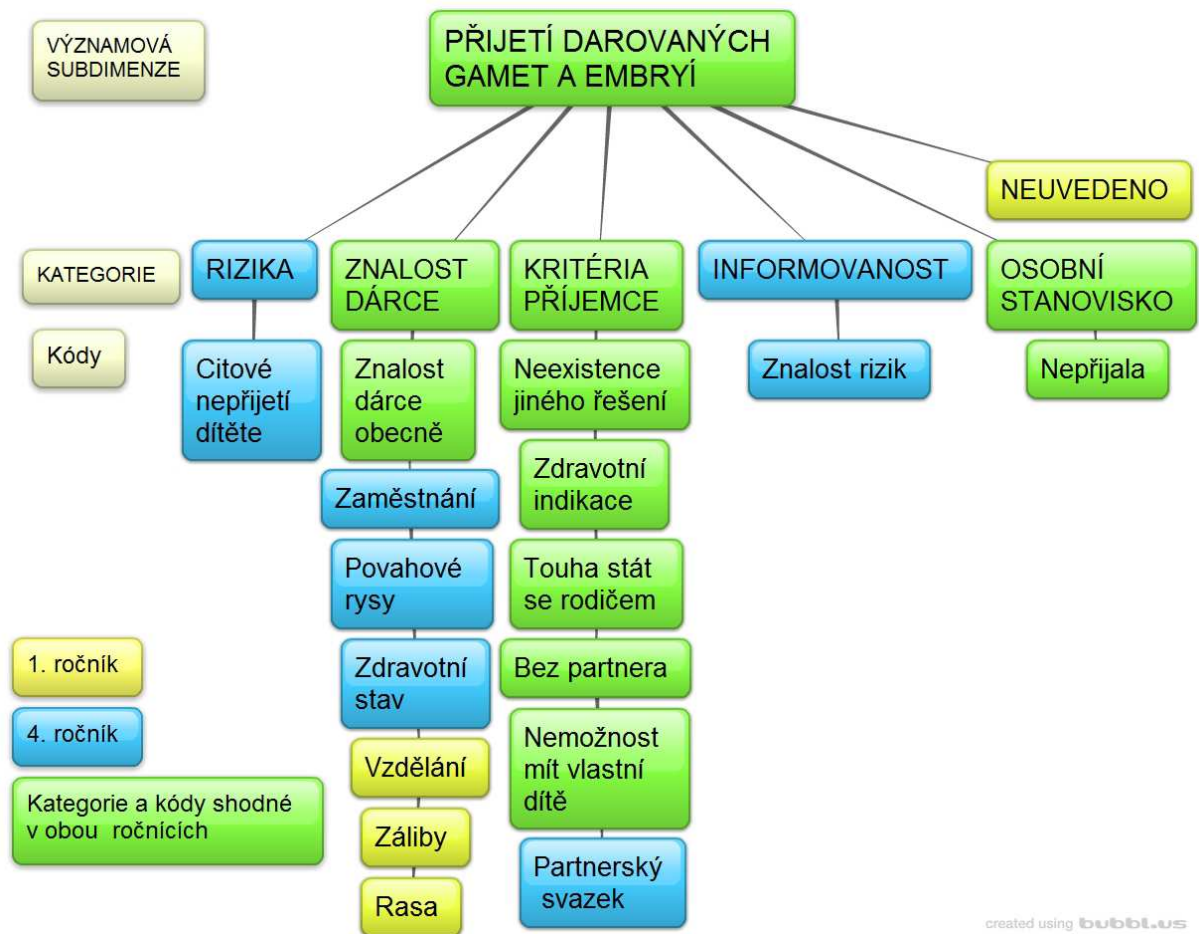 VÝZNAMOVÁ
SUBDIMENZE
PŘIJETÍ DAROVANÝCH
GAMET A EMBRYÍ
NEUVEDENO
KATEGORIE
RIZIKA
ZNALOST
DÁRCE
KRITÉRIA
PŘÍJEMCE
INFORMOVANOST
OSOBNÍ
STANOVISKO
Kódy
Citové
nepřijetí
dítěte
Znalost
dárce
obecně
Neexistence
jiného řešení
Znalost rizik
Nepřijala
Zaměstnání
Zdravotní
indikace
Povahové
rysy
Touha stát
se rodičem
Zdravotní
stav
Bez partnera
Vzdělání
Nemožnost
mít vlastní
dítě
Záliby
Rasa
Partnerský
svazek
1. ročník
4. ročník
Kategorie a kódy shodné
v obou ročnících
created using bubbl.us